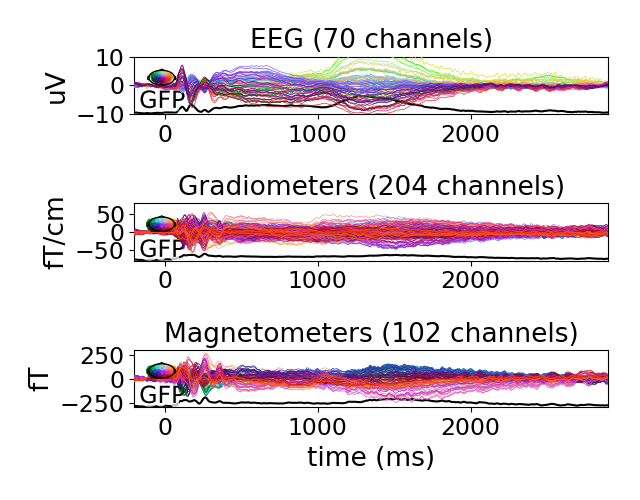 EEG (70 channels)
uV
10
0
−10
GFP
0
1000
2000
Gradiometers (204 channels)
fT/cm
50
0
−50
GFP
0
1000
2000
Magnetometers (102 channels)
fT
250
0
−250
GFP
0
1000
2000
time (ms)